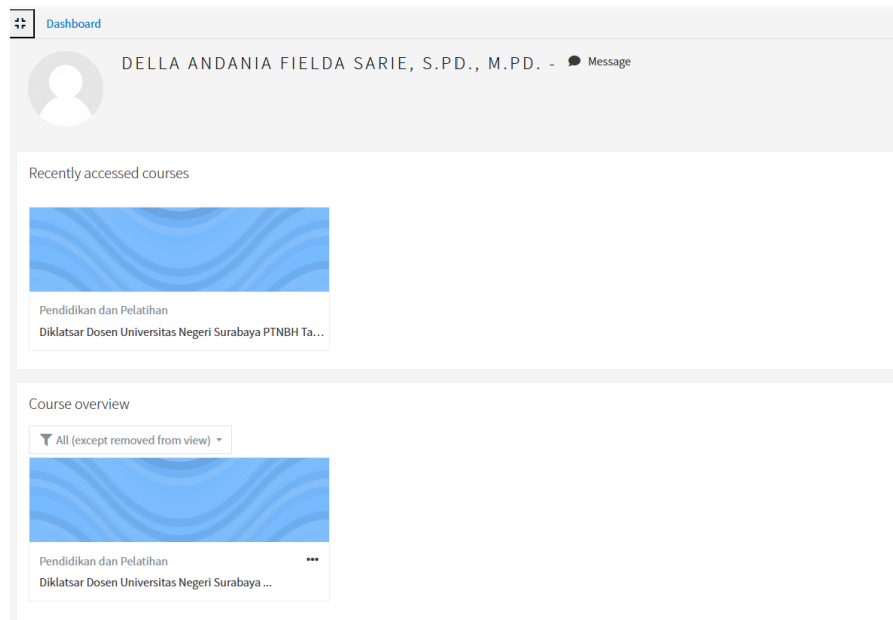 Dashboard
DELLA ANDANIA FIELDA SARIE, S.PD., M.PD. - Message
Recently accessed courses
Pendidikan dan Pelatihan
Diklatsar Dosen Universitas Negeri Surabaya PTNBH Ta...
Course overview
All (except removed from view)
Pendidikan dan Pelatihan
Diklatsar Dosen Universitas Negeri Surabaya ...